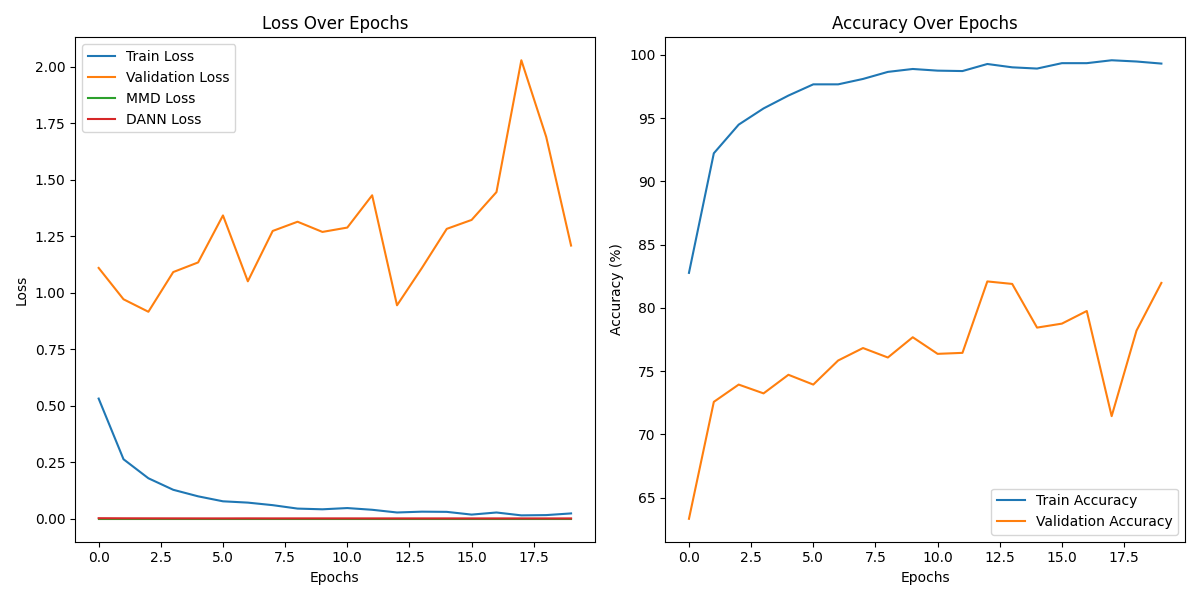 Loss Over Epochs
Train Loss
Validation Loss
MMD Loss
DANN Loss
2.00
1.75
1.50
1.25
1.00
0.75
0.50
0.25
0.00
Loss
0.0 2.5 5.0 7.5 10.0 12.5 15.0 17.5
Epochs
Accuracy Over Epochs
100
95
90
85
80
75
70
65
Accuracy (%)
Train Accuracy
Validation Accuracy
0.0 2.5 5.0 7.5 10.0 12.5 15.0 17.5
Epochs